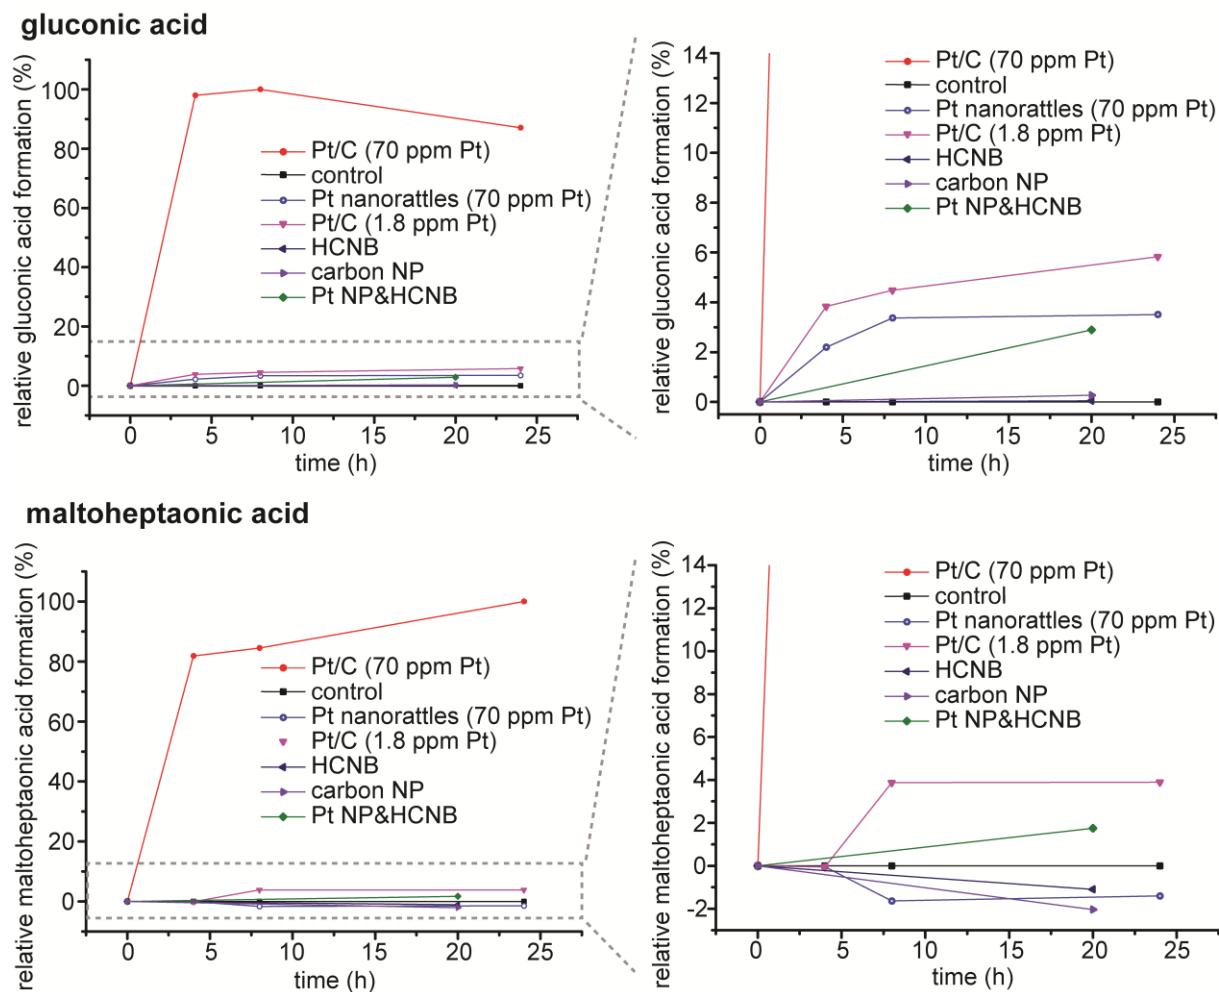 gluconic acid
relative gluconic acid formation (%)
100
80
60
40
20
0
Pt/C (70 ppm Pt)
control
Pt nanorattles (70 ppm Pt)
Pt/C (1.8 ppm Pt)
HCNB
carbon NP
Pt NP&HCNB
0 5 10 15 20 25
time (h)
relative gluconic acid formation (%)
14
12
10
8
6
4
2
0
Pt/C (70 ppm Pt)
control
Pt nanorattles (70 ppm Pt)
Pt/C (1.8 ppm Pt)
HCNB
carbon NP
Pt NP&HCNB
0 5 10 15 20 25
time (h)
maltoheptaonic acid
relative maltoheptaonic acid formation (%)
100
80
60
40
20
0
Pt/C (70 ppm Pt)
control
Pt nanorattles (70 ppm Pt)
Pt/C (1.8 ppm Pt)
HCNB
carbon NP
Pt NP&HCNB
0 5 10 15 20 25
time (h)
relative maltoheptaonic acid formation (%)
14
12
10
8
6
4
2
0
-2
Pt/C (70 ppm Pt)
control
Pt nanorattles (70 ppm Pt)
Pt/C (1.8 ppm Pt)
HCNB
carbon NP
Pt NP&HCNB
0 5 10 15 20 25
time (h)